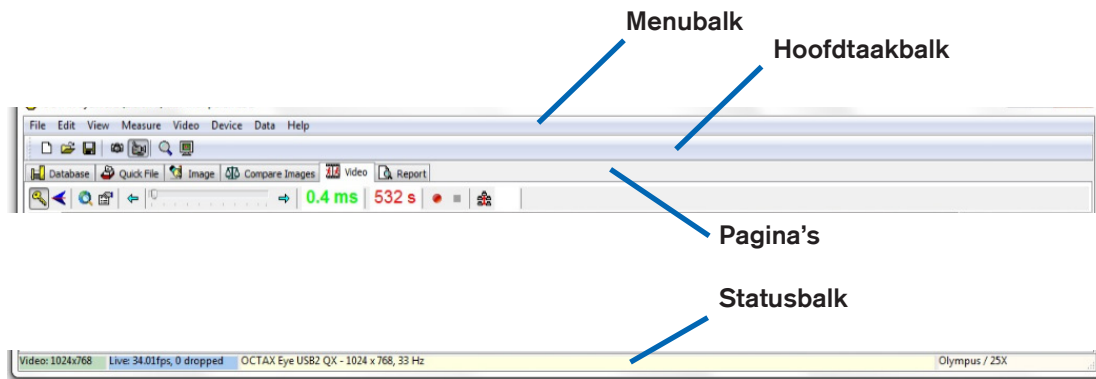 Menubalk
Hoofdtaakbalk
File Edit View Measure Video Device Data Help
Database Quick File Image Compare Images Video Report
0.4 ms 532 s
Pagina's
Statusbalk
Video: 1024x768 Live: 34.01fps, 0 dropped OCTAX Eye USB2 QX - 1024 x 768, 33 Hz Olympus / 25X